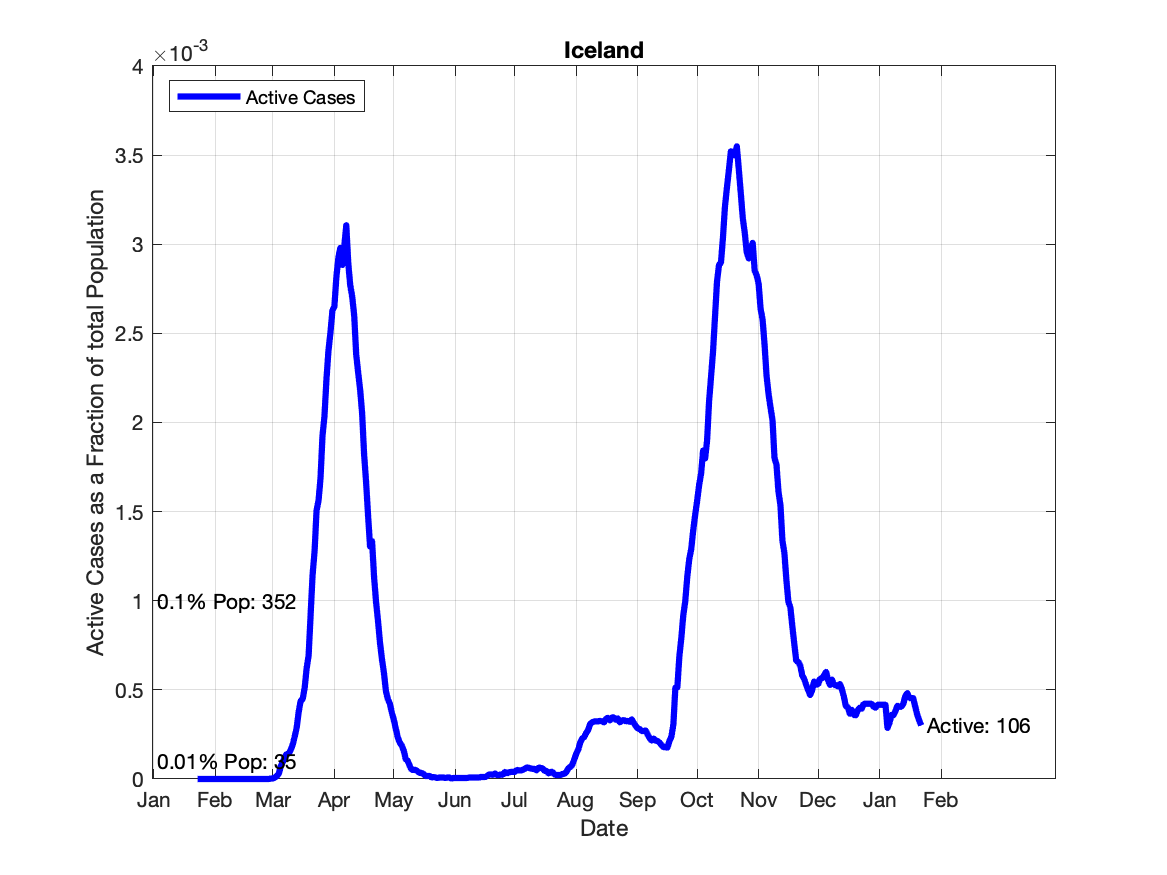 Iceland
×10-3
4
3.5
3
2.5
2
1.5
1
0.5
0
Active Cases as a Fraction of total Population
Active Cases
0.1% Pop: 352
0.01% Pop: 35
Active: 106
Jan Feb Mar Apr May Jun Jul Aug Sep Oct Nov Dec Jan Feb
Date